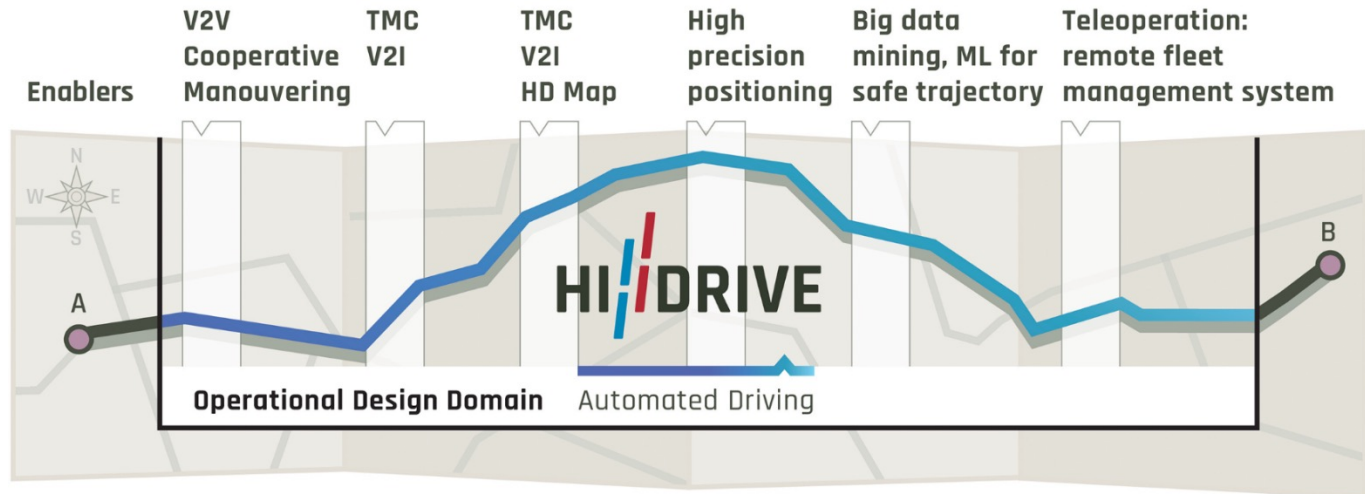 Enablers
V2V
Cooperative
Manouvering
TMC
V2I
TMC
V2I
HD Map
High
precision
positioning
Big data
mining, ML for
safe trajectory
Teleoperation:
remote fleet
management system
N
W E
S
A
B
HI DRIVE
Operational Design Domain
Automated Driving